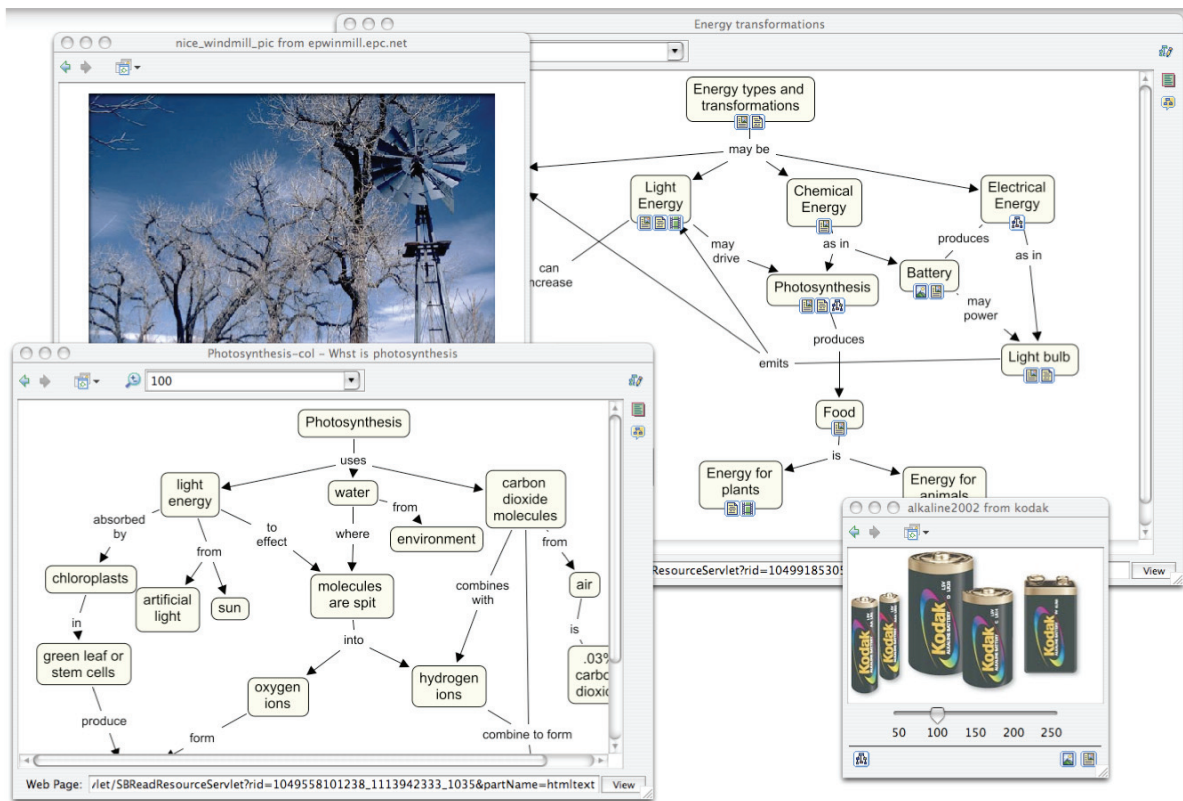 Energy transformations
nice_windmill_pic from epwinmill.epc.net
Energy types and
transformations
may be
Light
Energy
Chemical
Energy
Electrical
Energy
can
increase
may
drive
as in
produces
as in
Battery
Photosynthesis
may
power
produces
emits
Light bulb
Food
is
Energy for
plants
Energy for
animals
ResourceServlet?rid=10499185305
View
Photosynthesis-col – Whst is photosynthesis
100
Photosynthesis
uses
light
energy
water
carbon
dioxide
molecules
absorbed
by
to
effect
from
where
from
environment
combines
with
from
chloroplasts
artificial
light
sun
molecules
are spit
air
in
into
is
green leaf or
stem cells
oxygen
ions
hydrogen
ions
.03%
carbon
dioxid
produce
form
combine to form
Web Page:
/let/SBReadResourceServlet?rid=1049558101238_1113942333_1035&partName=htmltext
View
alkaline2002 from kodak
Kodak
Kodak
Kodak
Kodak
Kodak
50 100 150 200 250